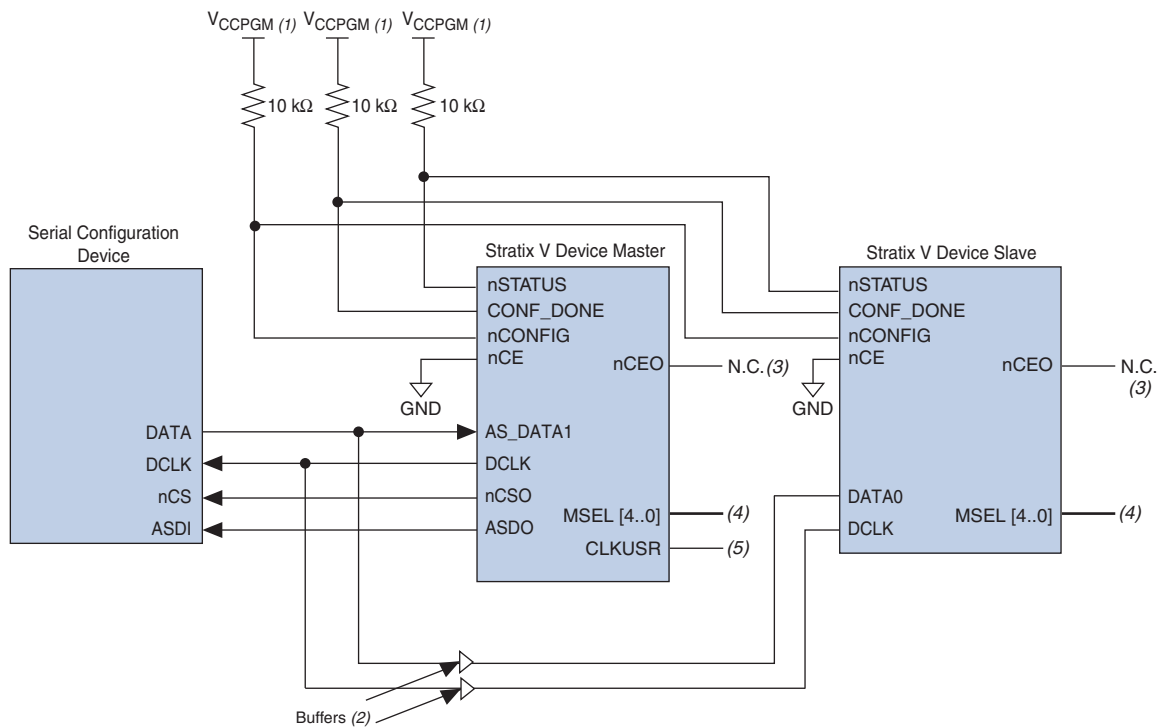 VCCPGM (1) VCCPGM (1) VCCPGM (1)
10 kΩ 10 kΩ 10 kΩ
Serial Configuration
Device
DATA
DCLK
nCS
ASDI
Stratix V Device Master
nSTATUS
CONF_DONE
nCONFIG
nCE
nCEO
N.C. (3)
GND
AS_DATA1
DCLK
nCSO
ASDO
MSEL [4..0]
(4)
CLKUSR
(5)
Stratix V Device Slave
nSTATUS
CONF_DONE
nCONFIG
nCE
nCEO
N.C.
(3)
GND
DATA0
DCLK
MSEL [4..0]
(4)
Buffers (2)